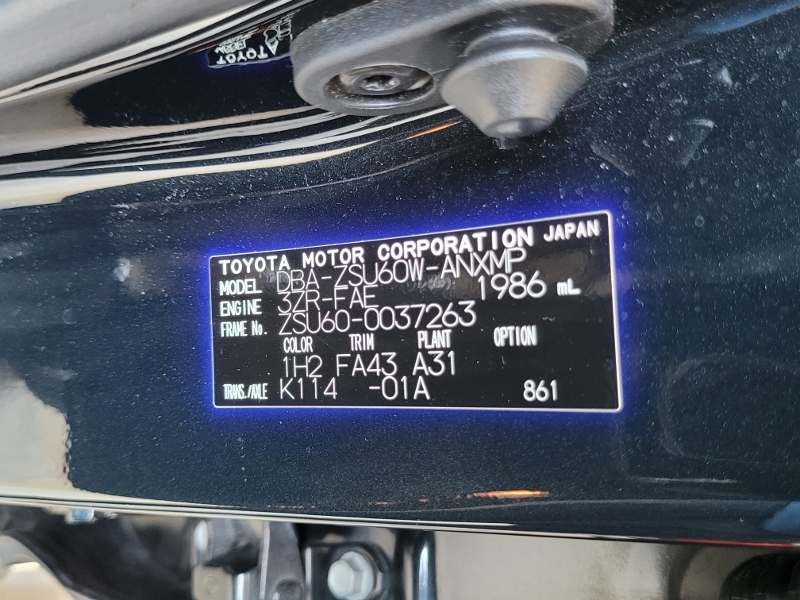 TOYOTA
TOYOTA MOTOR CORPORATION JAPAN
MODEL DBA-ZSU60W-ANXMP
ENGINE 3ZR-FAE 1986 mL
FRAME No. ZSU60-0037263
COLOR TRIM PLANT OPTION
1H2 FA43 A31
TRANS./AXLE K114 -01A 861